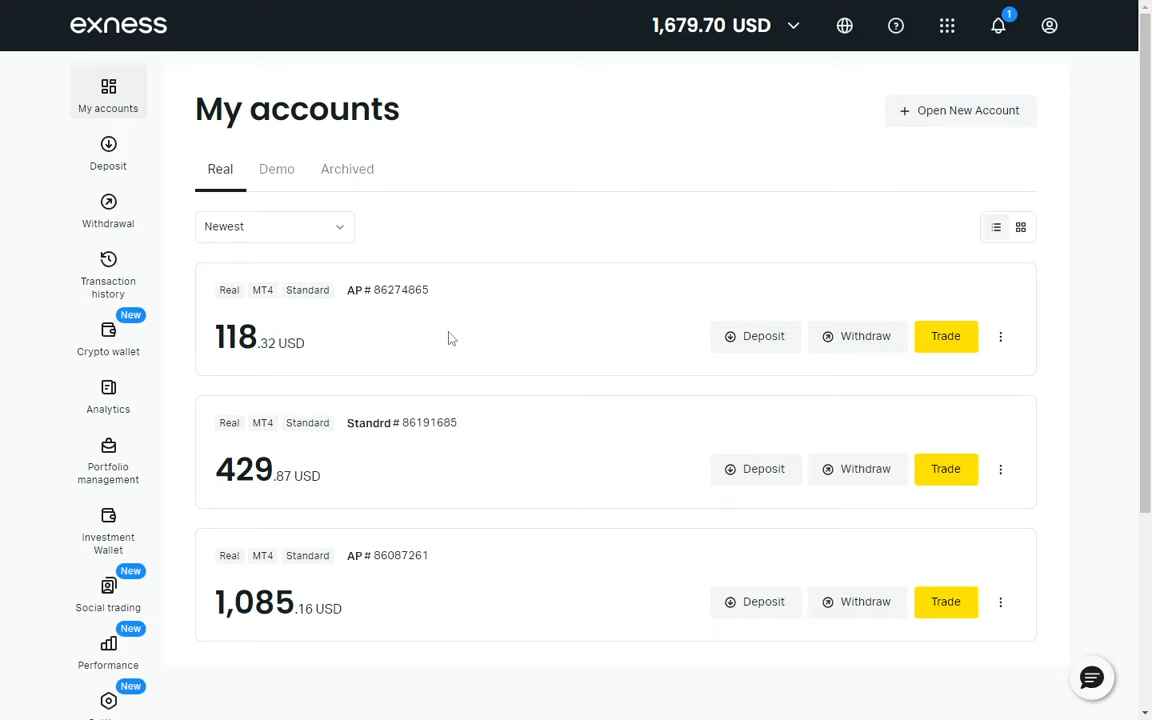 exness
1,679.70 USD
1
My accounts
Deposit
Withdrawal
Transaction
history
New
Crypto wallet
Analytics
Portfolio
management
Investment
Wallet
New
Social trading
New
Performance
New
My accounts
+ Open New Account
Real Demo Archived
Newest
Real MT4 Standard AP # 86274865
118.32 USD
Deposit Withdraw Trade
Real MT4 Standard Standrd # 86191685
429.87 USD
Deposit Withdraw Trade
Real MT4 Standard AP # 86087261
1,085.16 USD
Deposit Withdraw Trade